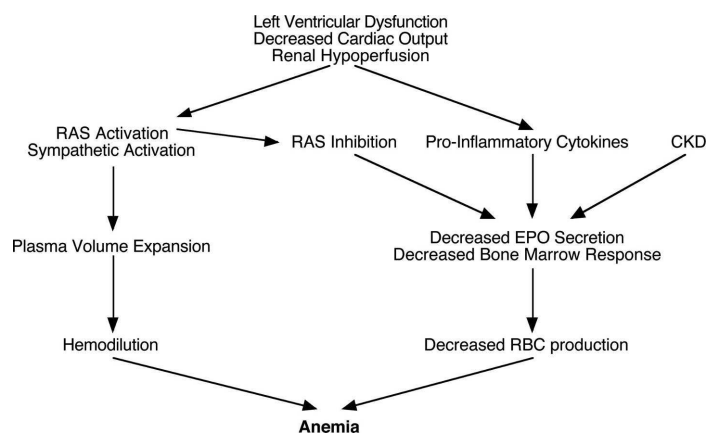 Left Ventricular Dysfunction
Decreased Cardiac Output
Renal Hypoperfusion
RAS Activation
Sympathetic Activation
RAS Inhibition
Pro-Inflammatory Cytokines
CKD
Plasma Volume Expansion
Decreased EPO Secretion
Decreased Bone Marrow Response
Hemodilution
Decreased RBC production
Anemia